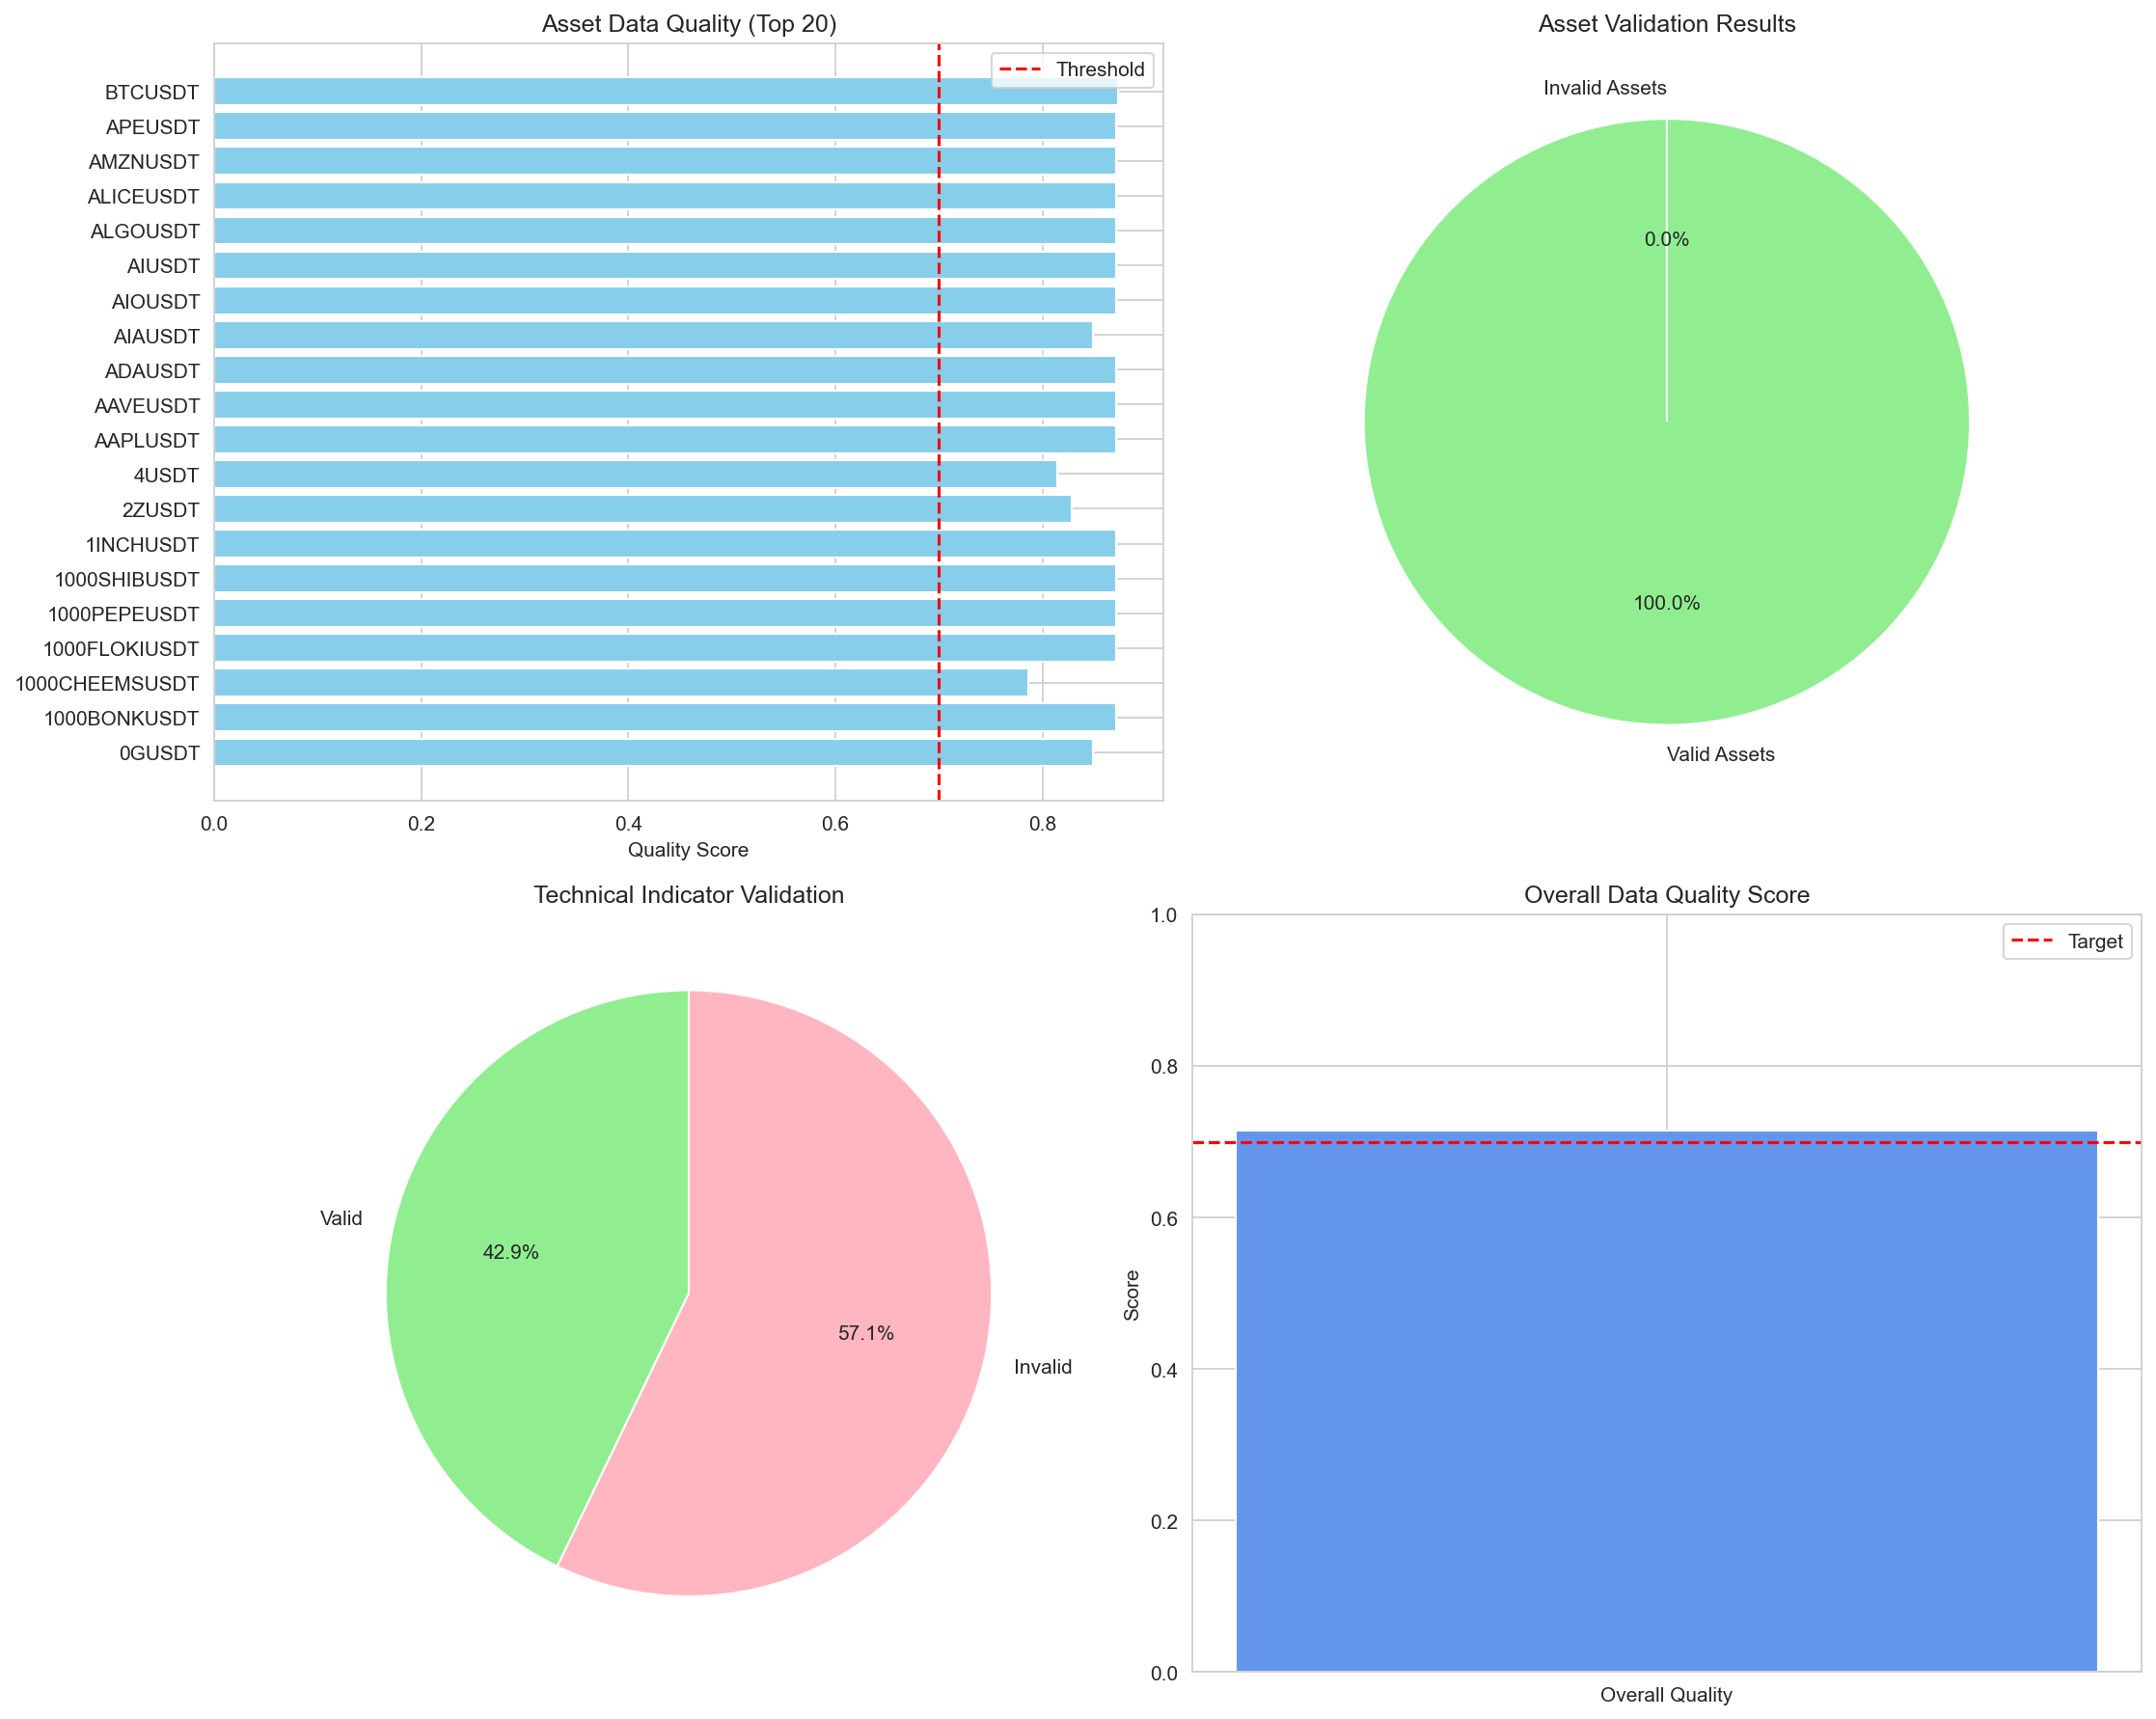 Asset Data Quality (Top 20)
Threshold
BTCUSDT
APEUSDT
AMZNUSDT
ALICEUSDT
ALGOUSDT
AIUSDT
AIOUSDT
AIAUSDT
ADAUSDT
AAVEUSDT
AAPLUSDT
4USDT
2ZUSDT
1INCHUSDT
1000SHIBUSDT
1000PEPEUSDT
1000FLOKIUSDT
1000CHEEMSUSDT
1000BONKUSDT
0GUSDT
0.0 0.2 0.4 0.6 0.8
Quality Score
Asset Validation Results
Invalid Assets
0.0%
100.0%
Valid Assets
Technical Indicator Validation
Valid
42.9%
57.1%
Invalid
Overall Data Quality Score
Target
1.0
0.8
0.6
0.4
0.2
0.0
Score
Overall Quality